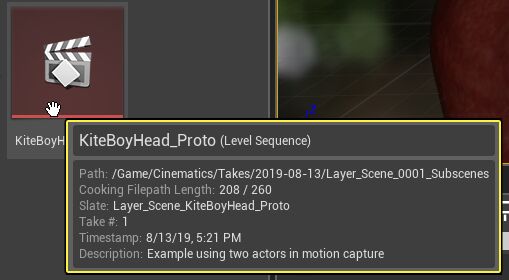 KiteBoyH
KiteBoyHead_Proto (Level Sequence)
Path: /Game/Cinematics/Takes/2019-08-13/Layer_Scene_0001_Subscenes
Cooking Filepath Length: 208 / 260
Slate: Layer_Scene_KiteBoyHead_Proto
Take #: 1
Timestamp: 8/13/19, 5:21 PM
Description: Example using two actors in motion capture